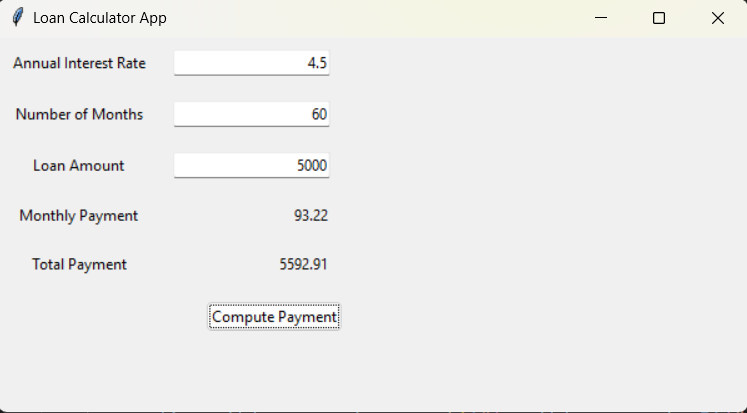 Loan Calculator App
Annual Interest Rate 4.5
Number of Months 60
Loan Amount 5000
Monthly Payment 93.22
Total Payment 5592.91
Compute Payment